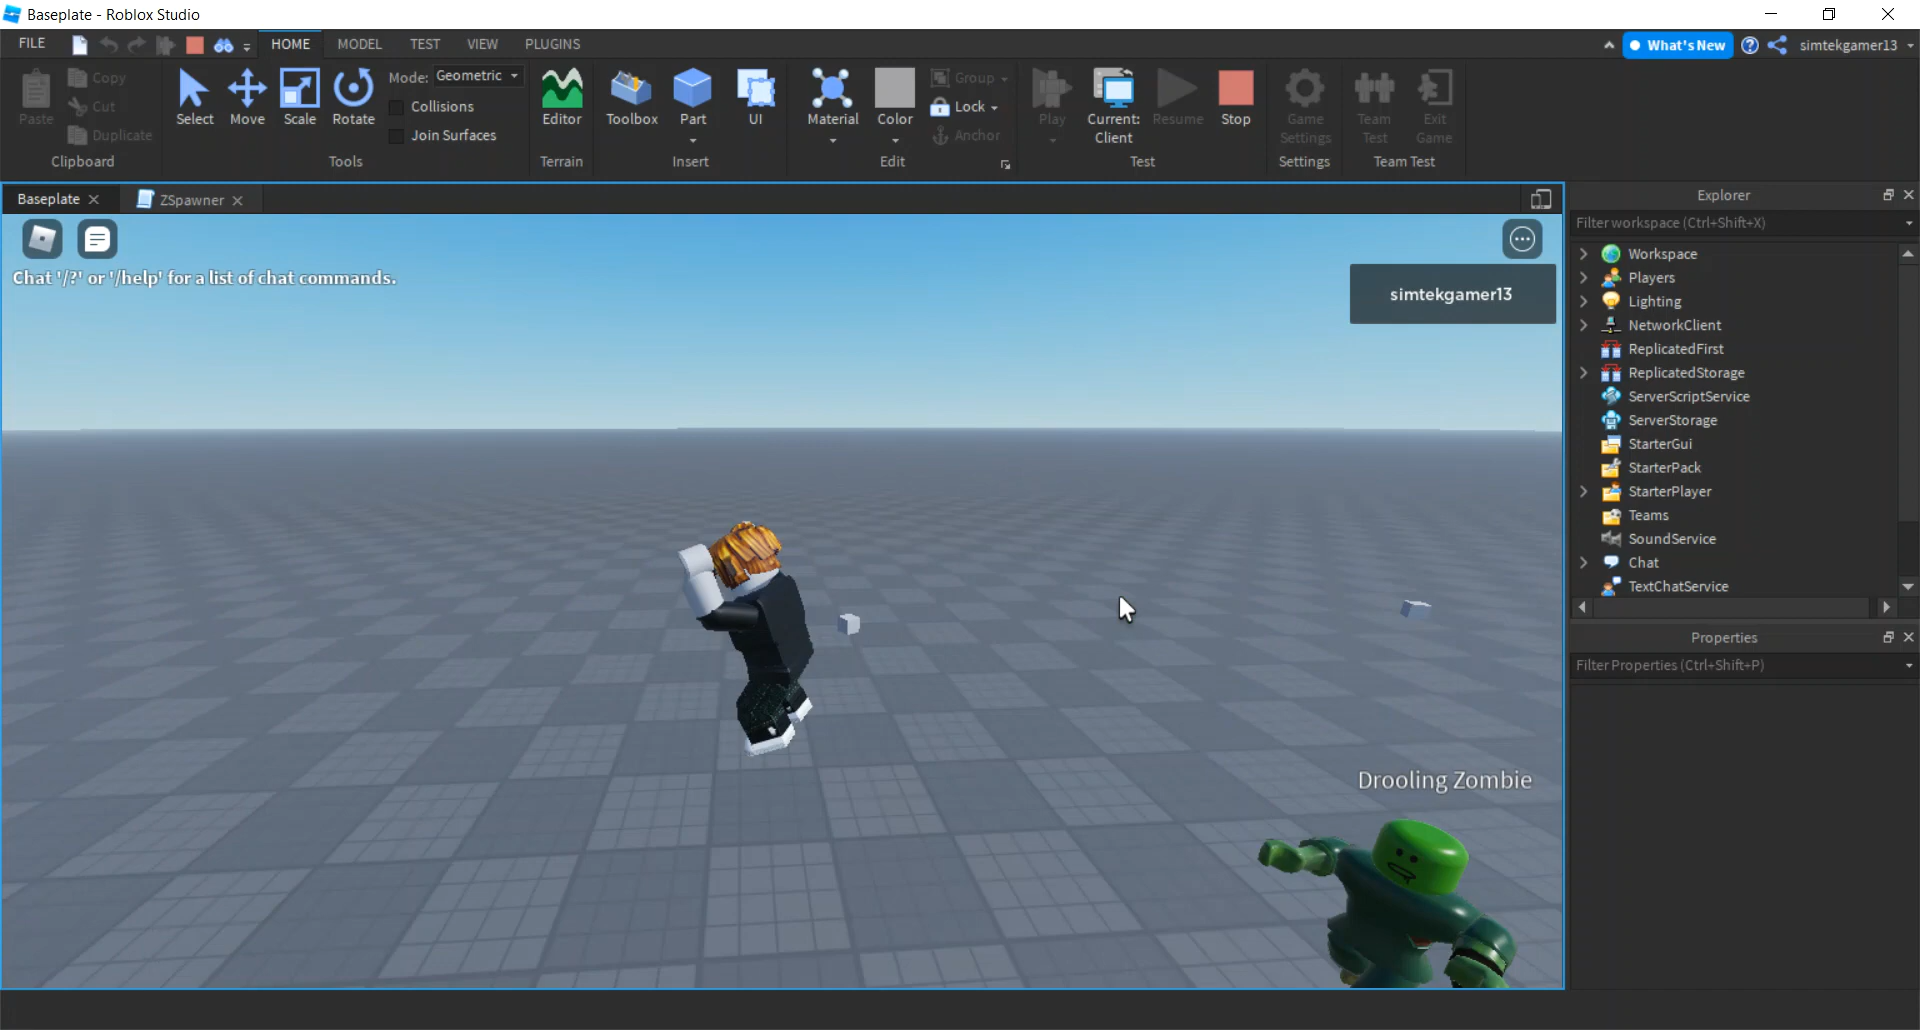 Baseplate - Roblox Studio
FILE
HOME
MODEL
TEST
VIEW
PLUGINS
What's New
simtekgamer13
Paste
Copy
Cut
Duplicate
Clipboard
Select
Move
Scale
Rotate
Mode: Geometric
Collisions
Join Surfaces
Tools
Editor
Terrain
Toolbox
Part
UI
Insert
Material
Color
Group
Lock
Anchor
Edit
Play
Current:
Client
Resume
Stop
Test
Game
Settings
Settings
Team
Test
Exit
Game
Team Test
Baseplate
ZSpawner
Chat '/?' or '/help' for a list of chat commands.
simtekgamer13
Drooling Zombie
Explorer
Filter workspace (Ctrl+Shift+X)
Workspace
Players
Lighting
NetworkClient
ReplicatedFirst
ReplicatedStorage
ServerScriptService
ServerStorage
StarterGui
StarterPack
StarterPlayer
Teams
SoundService
Chat
TextChatService
Properties
Filter Properties (Ctrl+Shift+P)